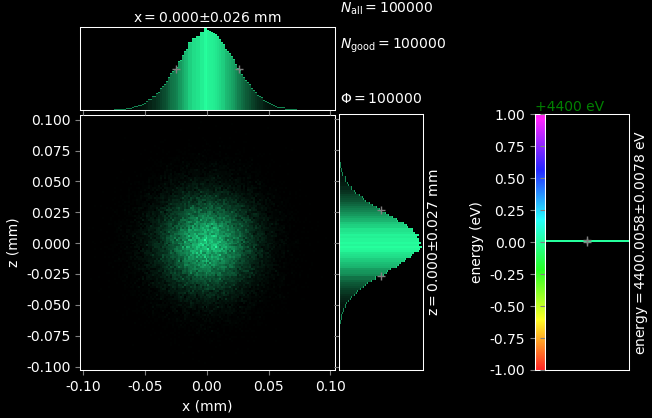 x = 0.000±0.026 mm
N_all = 100000
N_good = 100000
Φ = 100000
+4400 eV
0.100
0.075
0.050
0.025
0.000
-0.025
-0.050
-0.075
-0.100
z (mm)
-0.10
-0.05
0.00
0.05
0.10
x (mm)
z = 0.000±0.027 mm
1.00
0.75
0.50
0.25
0.00
-0.25
-0.50
-0.75
-1.00
energy (eV)
energy = 4400.0058±0.0078 eV